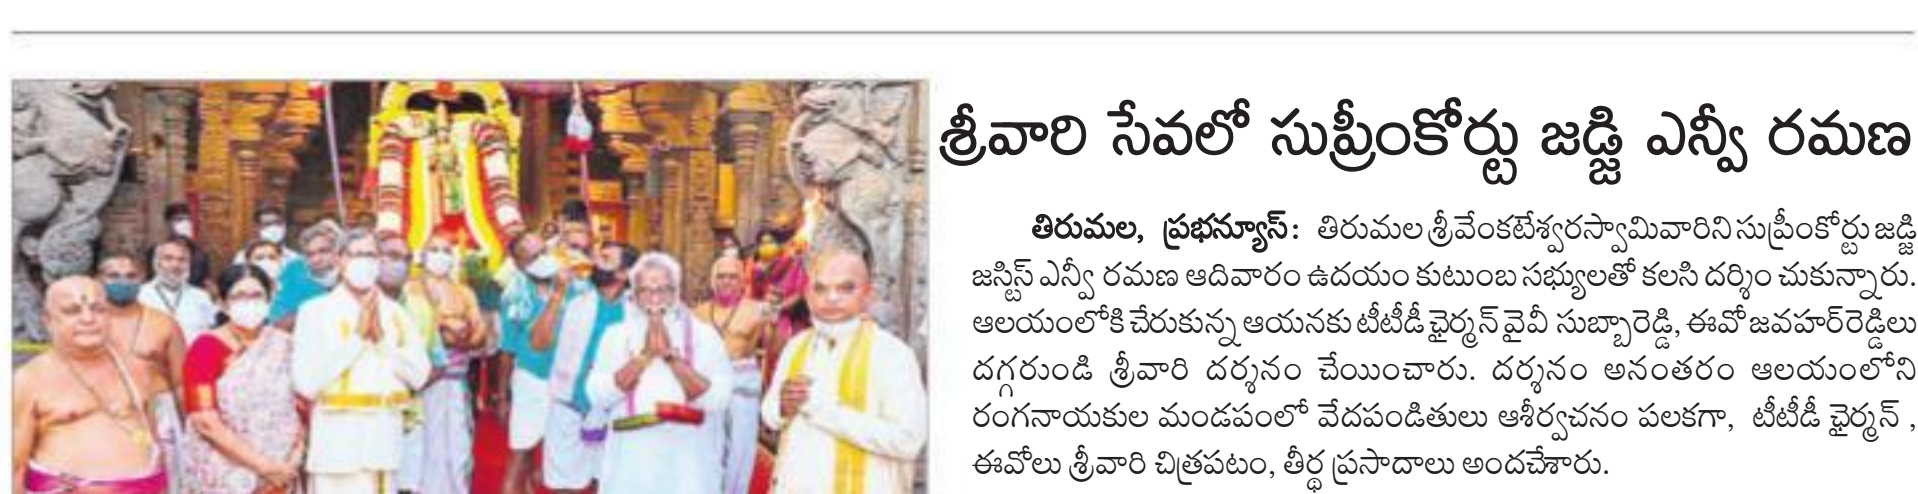 శ్రీవారి సేవలో సుప్రీంకోర్టు జడ్జి ఎన్వీ రమణ
తిరుమల, ప్రభన్యూస్: తిరుమల శ్రీవేంకటేశ్వరస్వామివారిని సుప్రీంకోర్టు జడ్జి
జస్టిస్ ఎన్వీ రమణ ఆదివారం ఉదయం కుటుంబ సభ్యులతో కలసి దర్శిం చుకున్నారు.
ఆలయంలోకి చేరుకున్న ఆయనకు టీటీడీ ఛైర్మన్ వైవీ సుబ్బారెడ్డి, ఈవో జవహర్‌రెడ్డిలు
దగ్గరుండి శ్రీవారి దర్శనం చేయించారు. దర్శనం అనంతరం ఆలయంలోని
రంగనాయకుల మండపంలో వేదపండితులు ఆశీర్వచనం పలకగా, టీటీడీ ఛైర్మన్ ,
ఈవోలు శ్రీవారి చిత్రపటం, తీర్థ ప్రసాదాలు అందచేశారు.